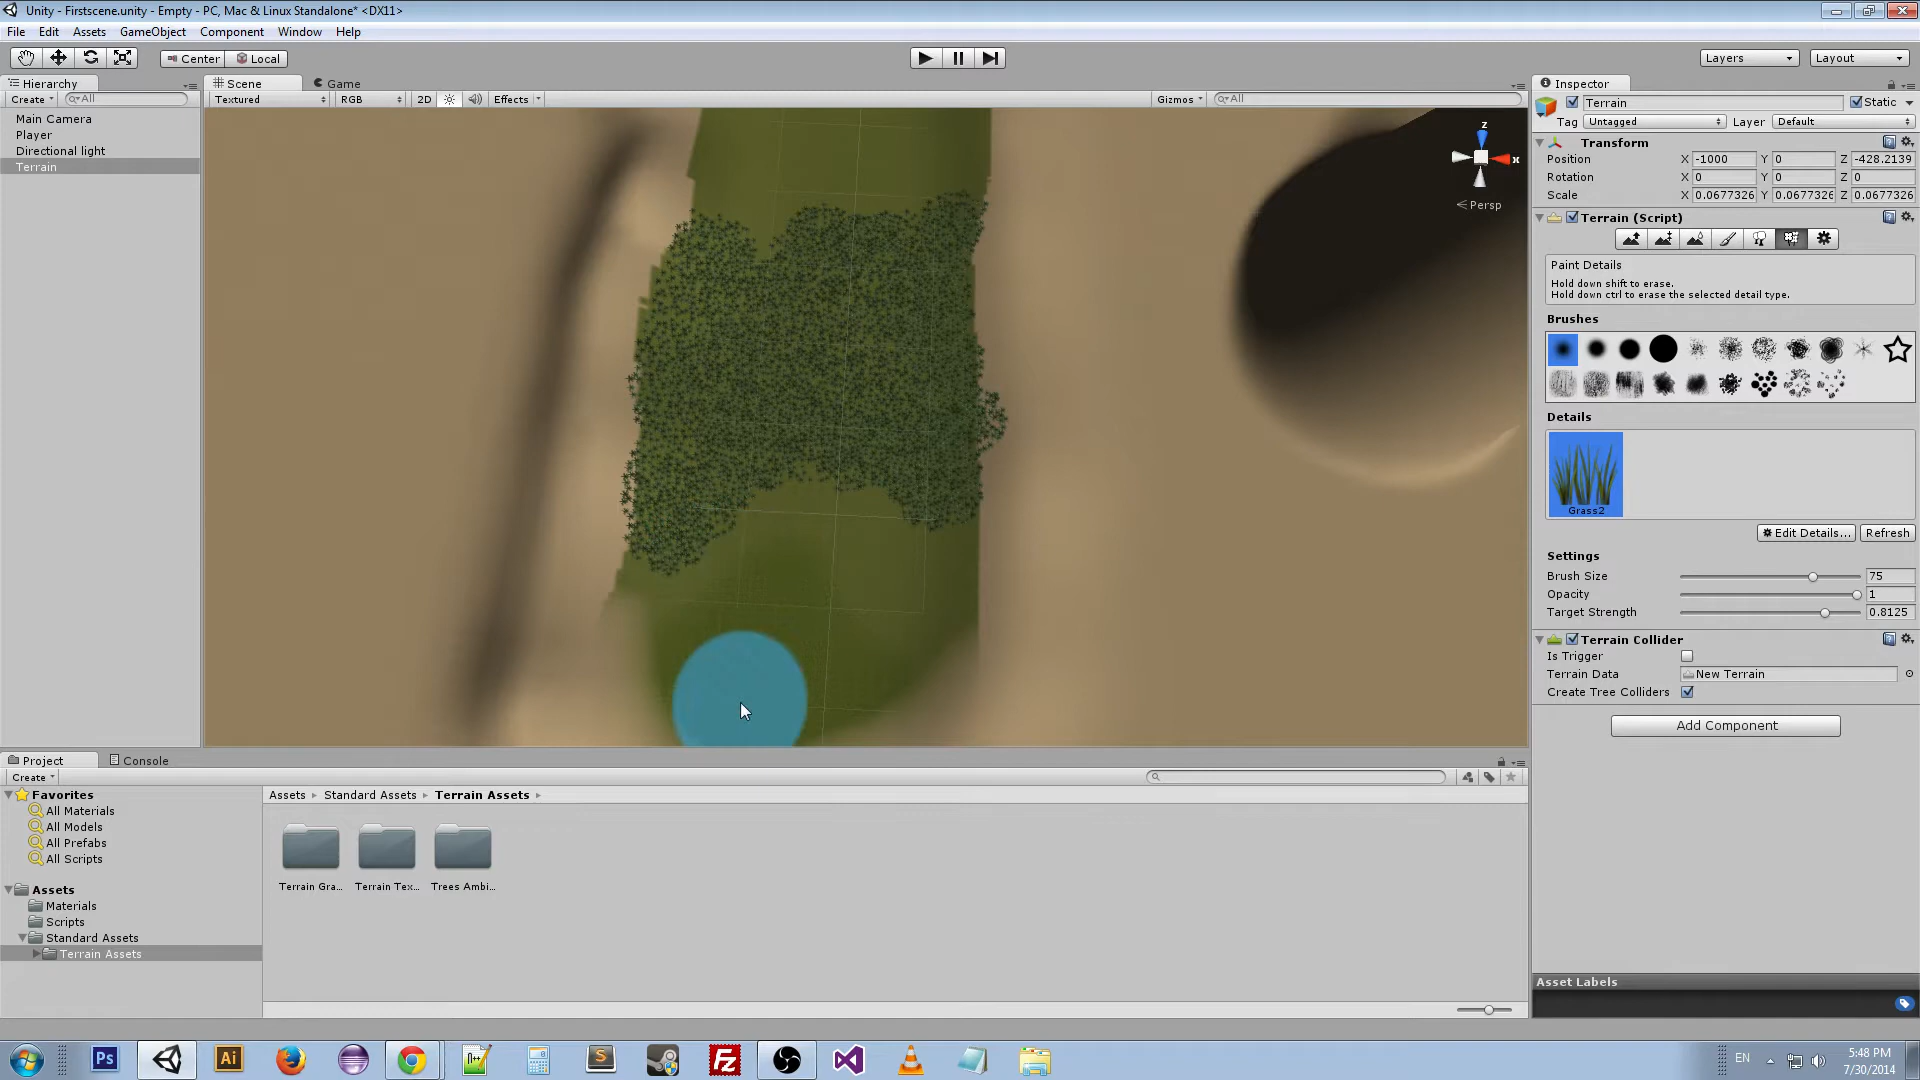 Unity - Firstscene.unity - Empty - PC, Mac & Linux Standalone* <DX11>
File Edit Assets GameObject Component Window Help
Center Local
Layers
Layout
Hierarchy
Create
All
Main Camera
Player
Directional light
Terrain
Scene
Game
Textured
RGB
2D
Effects
Gizmos
All
z
x
Persp
Inspector
Terrain
Static
Tag Untagged
Layer Default
Transform
Position X -1000 Y 0 Z -428.2139
Rotation X 0 Y 0 Z 0
Scale X 0.0677326 Y 0.0677326 Z 0.0677326
Terrain (Script)
Paint Details
Hold down shift to erase.
Hold down ctrl to erase the selected detail type.
Brushes
Details
Grass2
Edit Details...
Refresh
Settings
Brush Size 75
Opacity 1
Target Strength 0.8125
Terrain Collider
Is Trigger
Terrain Data New Terrain
Create Tree Colliders
Add Component
Asset Labels
Project
Console
Create
Favorites
All Materials
All Models
All Prefabs
All Scripts
Assets
Materials
Scripts
Standard Assets
Terrain Assets
Assets Standard Assets Terrain Assets
Terrain Gra...
Terrain Tex...
Trees Ambi...
Ps
Ai
S
Fz
EN
5:48 PM
7/30/2014